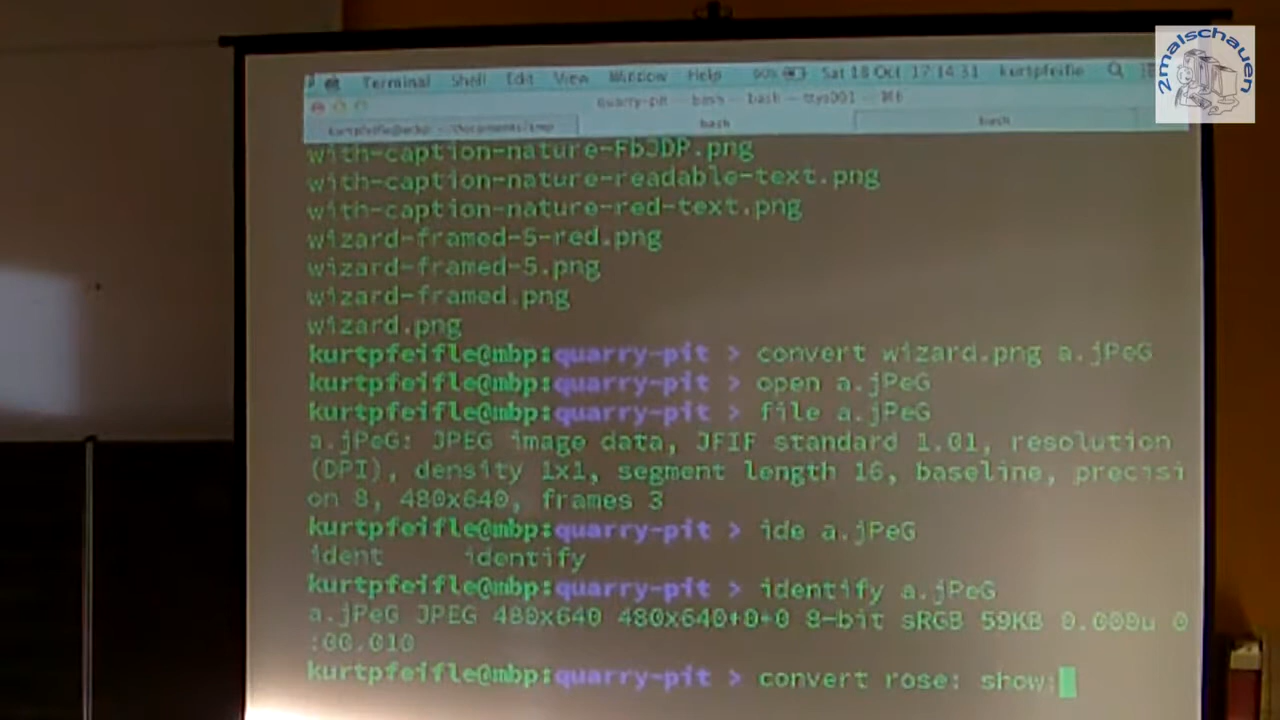 2malschauen
Terminal Shell Edit View Window Help Sat 18 Oct 17:14:31 kurtpfeifle
quarry-pit — bash — bash — ttys001 — ⌘6
bash bash
with-caption-nature-FbJDP.png
with-caption-nature-readable-text.png
with-caption-nature-red-text.png
wizard-framed-5-red.png
wizard-framed-5.png
wizard-framed.png
wizard.png
kurtpfeifle@mbp:quarry-pit > convert wizard.png a.jPeG
kurtpfeifle@mbp:quarry-pit > open a.jPeG
kurtpfeifle@mbp:quarry-pit > file a.jPeG
a.jPeG: JPEG image data, JFIF standard 1.01, resolution
(DPI), density 1x1, segment length 16, baseline, precisi
on 8, 480x640, frames 3
kurtpfeifle@mbp:quarry-pit > ide a.jPeG
ident identify
kurtpfeifle@mbp:quarry-pit > identify a.jPeG
a.jPeG JPEG 480x640 480x640+0+0 8-bit sRGB 59KB 0.000u 0
:00.010
kurtpfeifle@mbp:quarry-pit > convert rose: show: